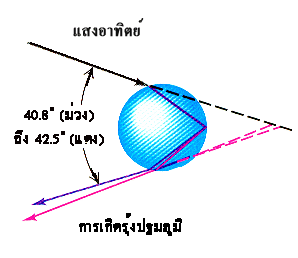 แสงอาทิตย์
40.8° (ม่วง)
ถึง 42.5° (แดง)
การเกิดรุ้งปฐมภูมิ